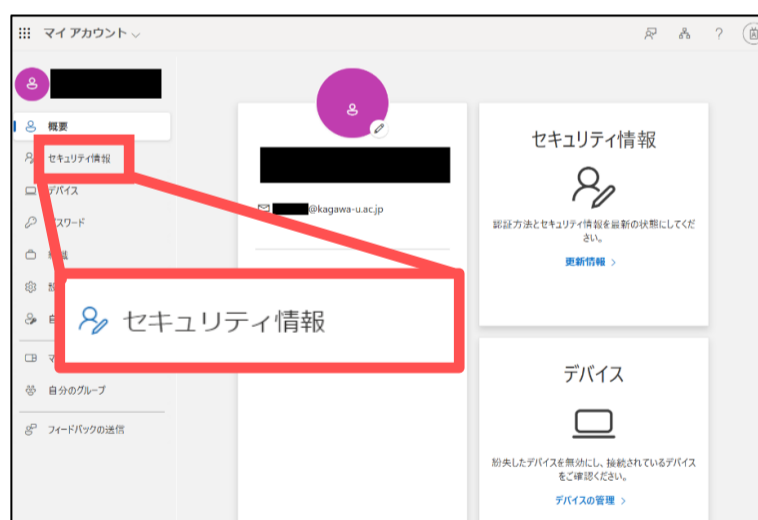 マイ アカウント
?
概要
セキュリティ情報
デバイス
スワード
セキュリティ情報
自分のグループ
フィードバックの送信
@kagawa-u.ac.jp
セキュリティ情報
認証方法とセキュリティ情報を最新の状態にしてくだ
さい。
更新情報 >
デバイス
紛失したデバイスを無効にし、接続されているデバイス
をご確認ください。
デバイスの管理 >